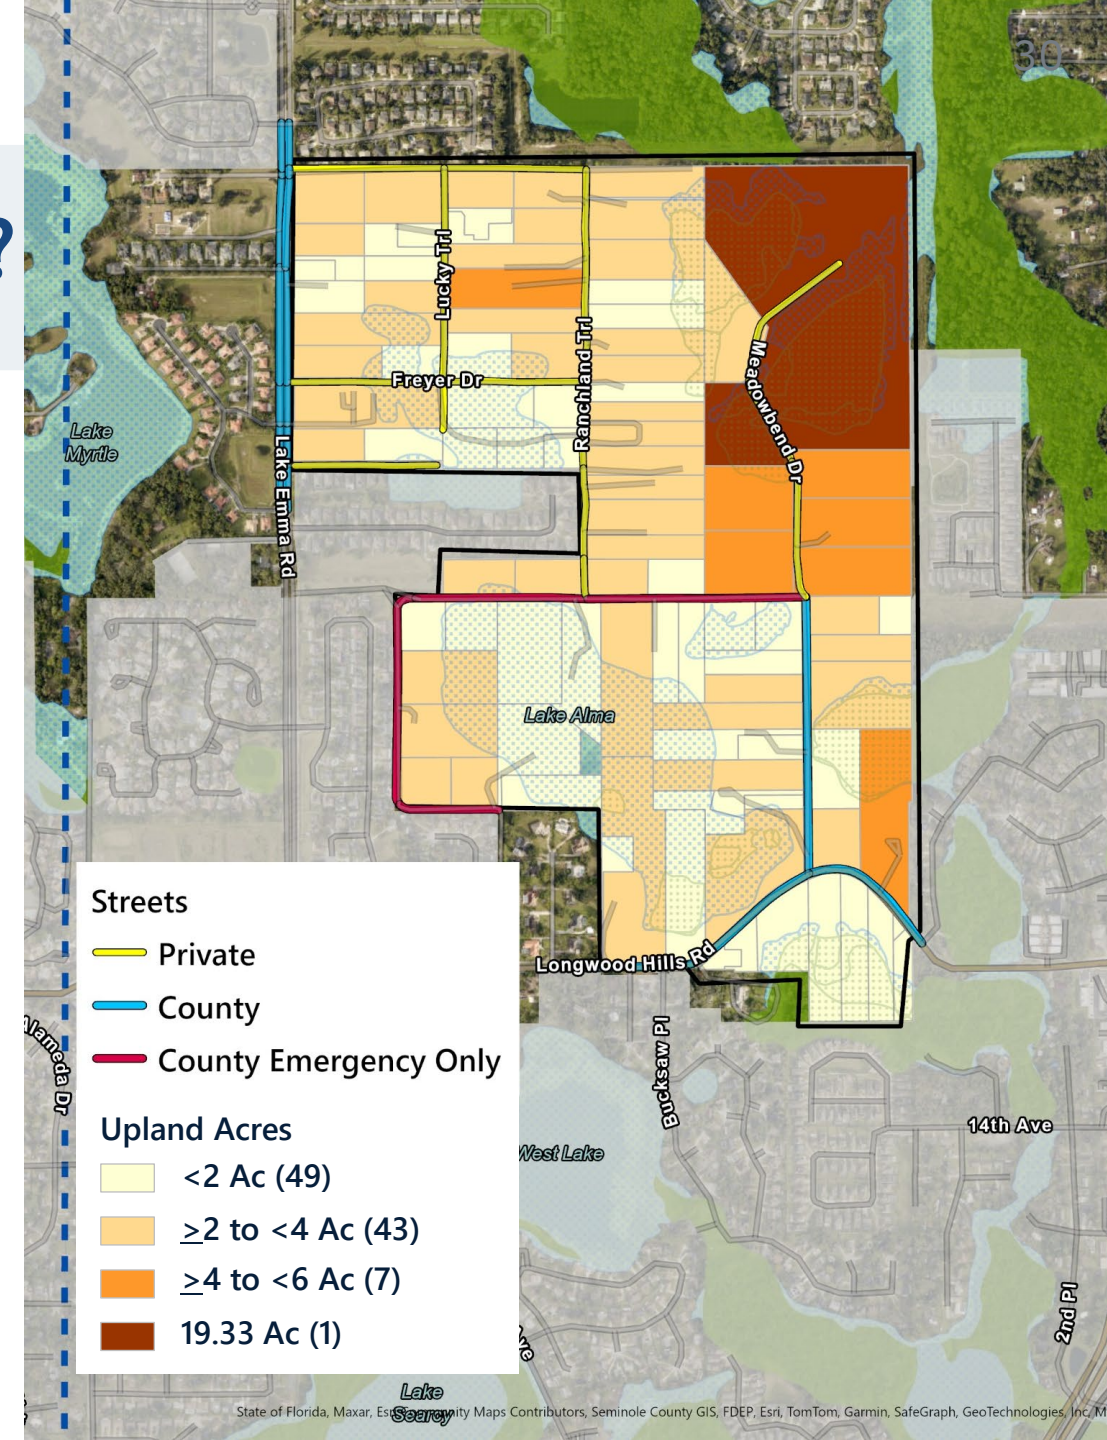 30
?
Lucky Trl
Freyer Dr
Ranchland Trl
Meadowbend Dr
Lake
Myrtle
Lake Emma Rd
Lake Alma
Streets
Private
County
County Emergency Only
Longwood Hills Rd
Alameda Dr
Bucksaw Pl
Upland Acres
<2 Ac (49)
≥2 to <4 Ac (43)
≥4 to <6 Ac (7)
19.33 Ac (1)
14th Ave
West Lake
2nd Pl
Lake
Searcy
State of Florida, Maxar, Esri Community Maps Contributors, Seminole County GIS, FDEP, Esri, TomTom, Garmin, SafeGraph, GeoTechnologies, Inc, M